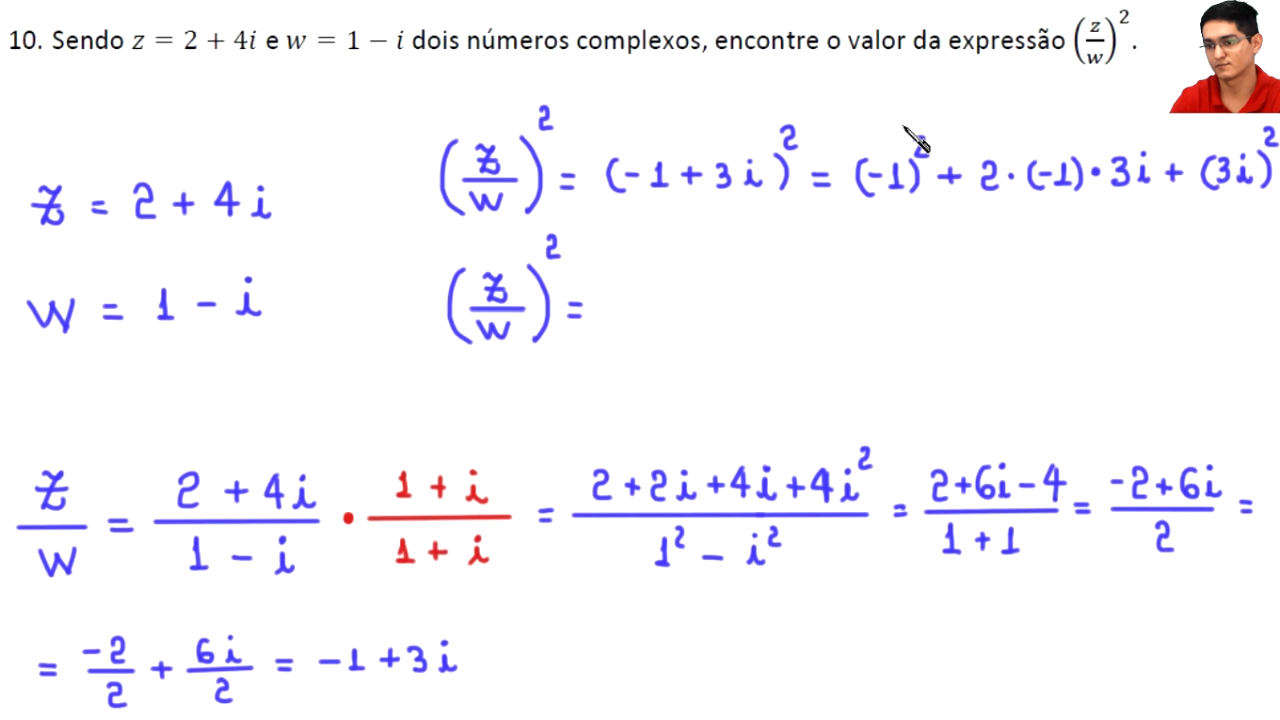 10. Sendo z = 2 + 4i e w = 1 − i dois números complexos, encontre o valor da expressão (z/w)².
z = 2 + 4i
w = 1 − i
(z/w)² = (-1 + 3i)² = (-1)² + 2 · (-1) · 3i + (3i)²
(z/w)² =
z/w = (2 + 4i)/(1 − i) · (1 + i)/(1 + i) = (2 + 2i + 4i + 4i²)/(1² − i²) = (2 + 6i − 4)/(1 + 1) = (-2 + 6i)/2 =
= -2/2 + 6i/2 = -1 + 3i